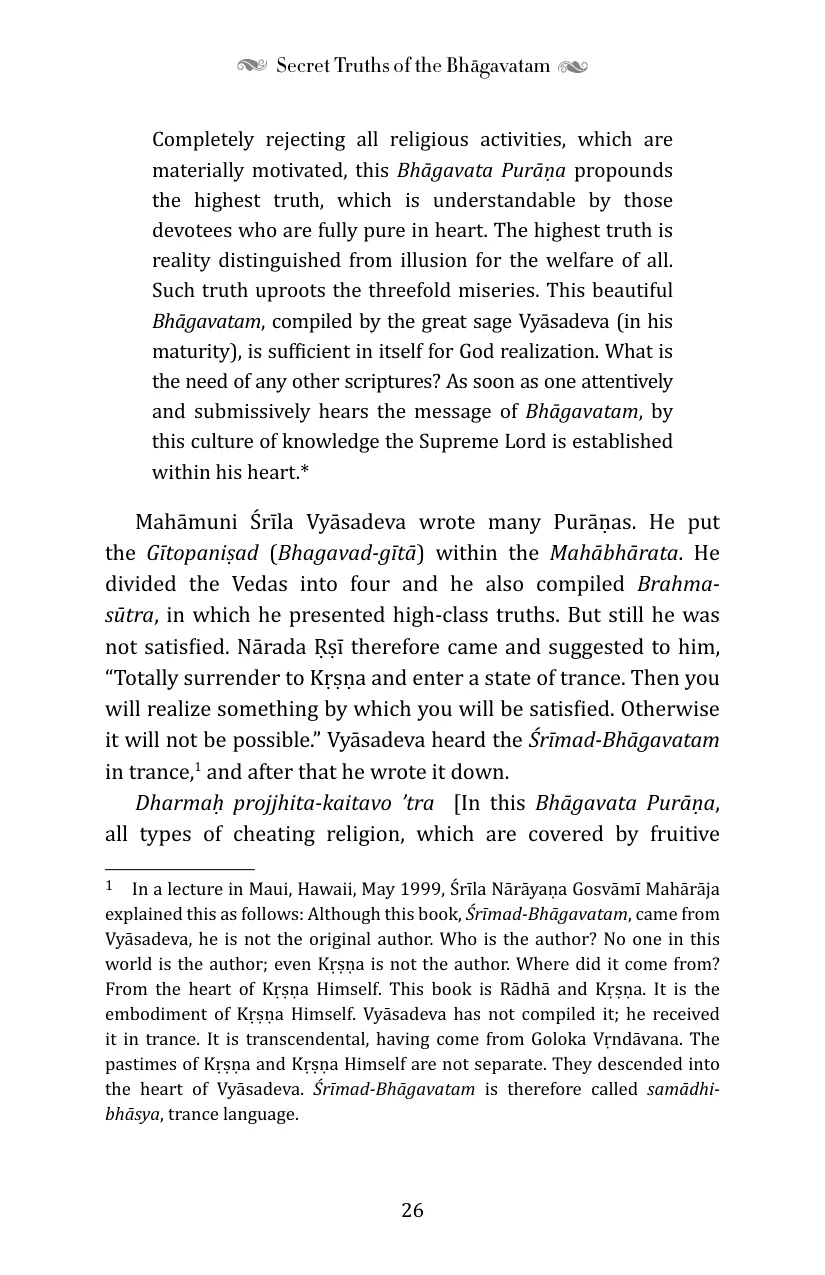 Secret Truths of the Bhāgavatam
Completely rejecting all religious activities, which are
materially motivated, this Bhāgavata Purāṇa propounds
the highest truth, which is understandable by those
devotees who are fully pure in heart. The highest truth is
reality distinguished from illusion for the welfare of all.
Such truth uproots the threefold miseries. This beautiful
Bhāgavatam, compiled by the great sage Vyāsadeva (in his
maturity), is sufficient in itself for God realization. What is
the need of any other scriptures? As soon as one attentively
and submissively hears the message of Bhāgavatam, by
this culture of knowledge the Supreme Lord is established
within his heart.*
Mahāmuni Śrīla Vyāsadeva wrote many Purāṇas. He put
the Gītopaniṣad (Bhagavad-gītā) within the Mahābhārata. He
divided the Vedas into four and he also compiled Brahma-
sūtra, in which he presented high-class truths. But still he was
not satisfied. Nārada Ṛṣī therefore came and suggested to him,
“Totally surrender to Kṛṣṇa and enter a state of trance. Then you
will realize something by which you will be satisfied. Otherwise
it will not be possible.” Vyāsadeva heard the Śrīmad-Bhāgavatam
in trance,1 and after that he wrote it down.
Dharmaḥ projjhita-kaitavo ’tra [In this Bhāgavata Purāṇa,
all types of cheating religion, which are covered by fruitive
1 In a lecture in Maui, Hawaii, May 1999, Śrīla Nārāyaṇa Gosvāmī Mahārāja
explained this as follows: Although this book, Śrīmad-Bhāgavatam, came from
Vyāsadeva, he is not the original author. Who is the author? No one in this
world is the author; even Kṛṣṇa is not the author. Where did it come from?
From the heart of Kṛṣṇa Himself. This book is Rādhā and Kṛṣṇa. It is the
embodiment of Kṛṣṇa Himself. Vyāsadeva has not compiled it; he received
it in trance. It is transcendental, having come from Goloka Vṛndāvana. The
pastimes of Kṛṣṇa and Kṛṣṇa Himself are not separate. They descended into
the heart of Vyāsadeva. Śrīmad-Bhāgavatam is therefore called samādhi-
bhāsya, trance language.
26